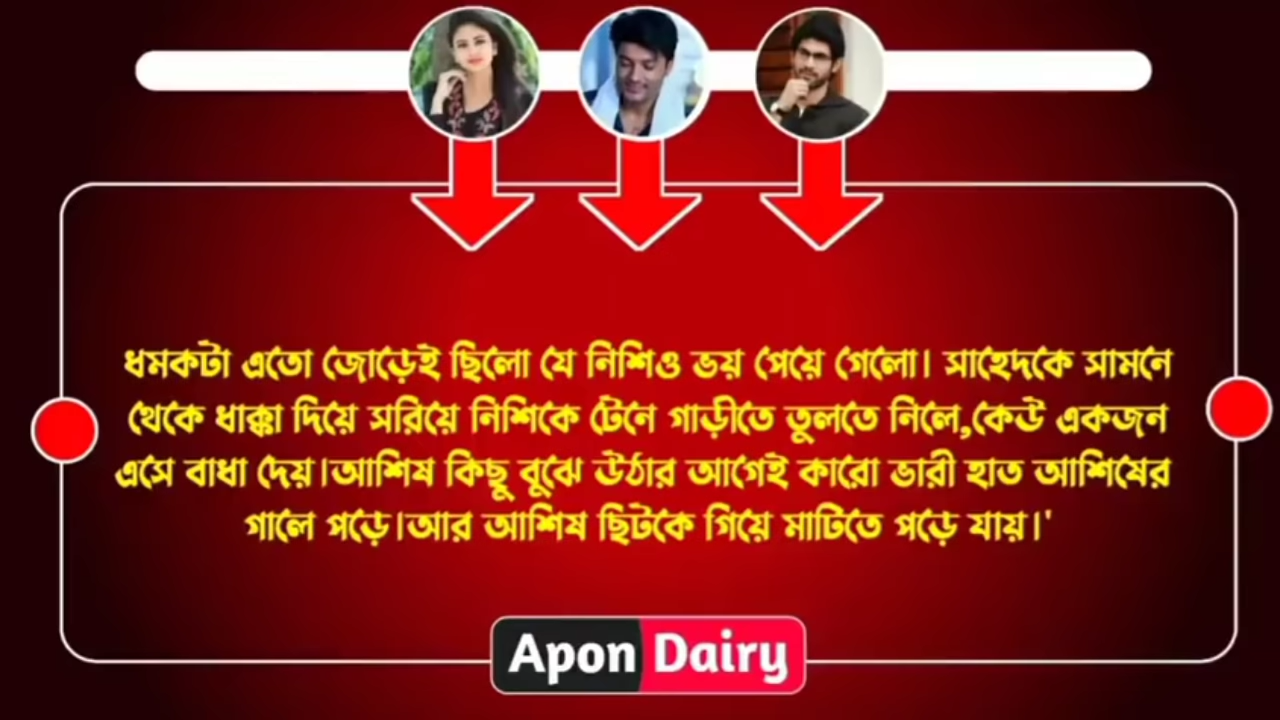 ধমকটা এতো জোড়েই ছিলো যে নিশিও ভয় পেয়ে গেলো। সাহেদকে সামনে
থেকে ধাক্কা দিয়ে সরিয়ে নিশিকে টেনে গাড়ীতে তুলতে নিলে,কেউ একজন
এসে বাধা দেয়।আশিষ কিছু বুঝে উঠার আগেই কারো ভারী হাত আশিষের
গালে পড়ে।আর আশিষ ছিটকে গিয়ে মাটিতে পড়ে যায়।'
Apon Dairy